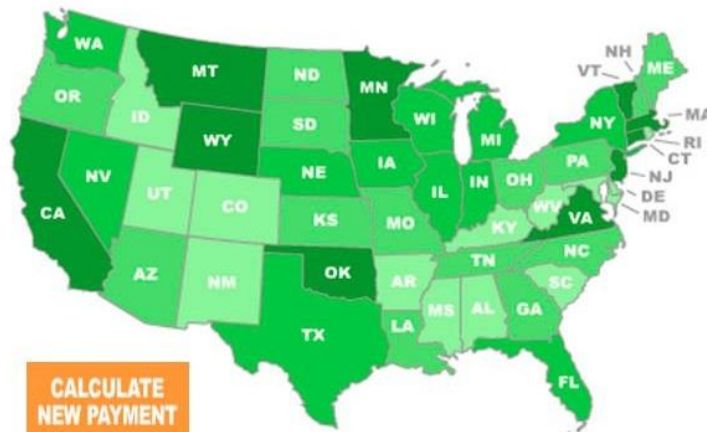 NH
WA
VT
ME
MT
ND
MN
OR
MA
ID
WI
SD
NY
MI
WY
RI
CT
PA
IA
NE
NJ
NV
OH
IL
IN
DE
UT
WV
CO
VA
MD
CA
KS
MO
KY
NC
TN
OK
AZ
NM
AR
SC
MS
AL
GA
LA
TX
FL
CALCULATE
NEW PAYMENT